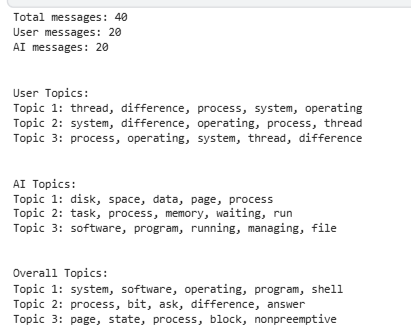 Total messages: 40
User messages: 20
AI messages: 20
User Topics:
Topic 1: thread, difference, process, system, operating
Topic 2: system, difference, operating, process, thread
Topic 3: process, operating, system, thread, difference
AI Topics:
Topic 1: disk, space, data, page, process
Topic 2: task, process, memory, waiting, run
Topic 3: software, program, running, managing, file
Overall Topics:
Topic 1: system, software, operating, program, shell
Topic 2: process, bit, ask, difference, answer
Topic 3: page, state, process, block, nonpreemptive